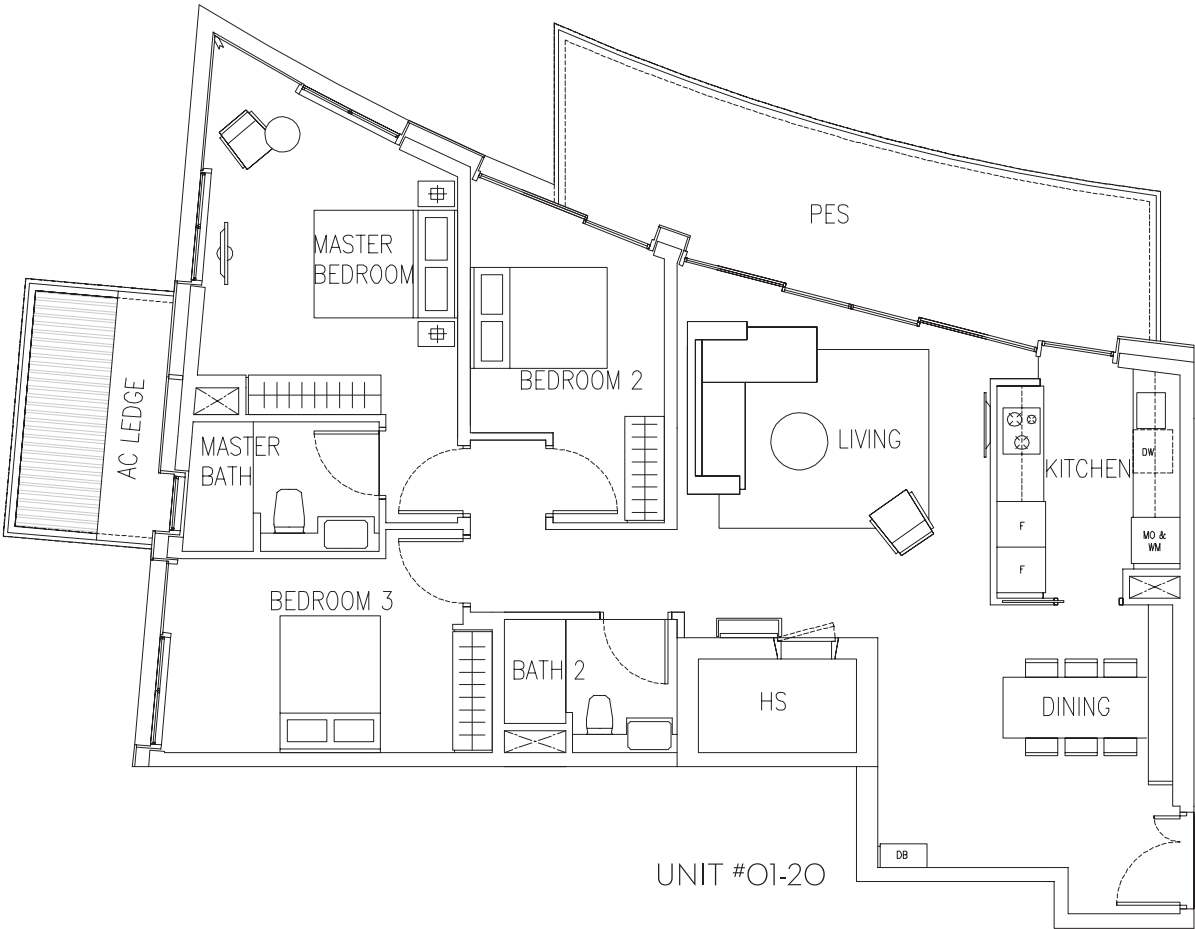 PES
MASTER
BEDROOM
BEDROOM 2
AC LEDGE
LIVING
MASTER
BATH
KITCHEN
DW
F
MO &
WM
F
BEDROOM 3
BATH 2
HS
DINING
DB
UNIT #01-20